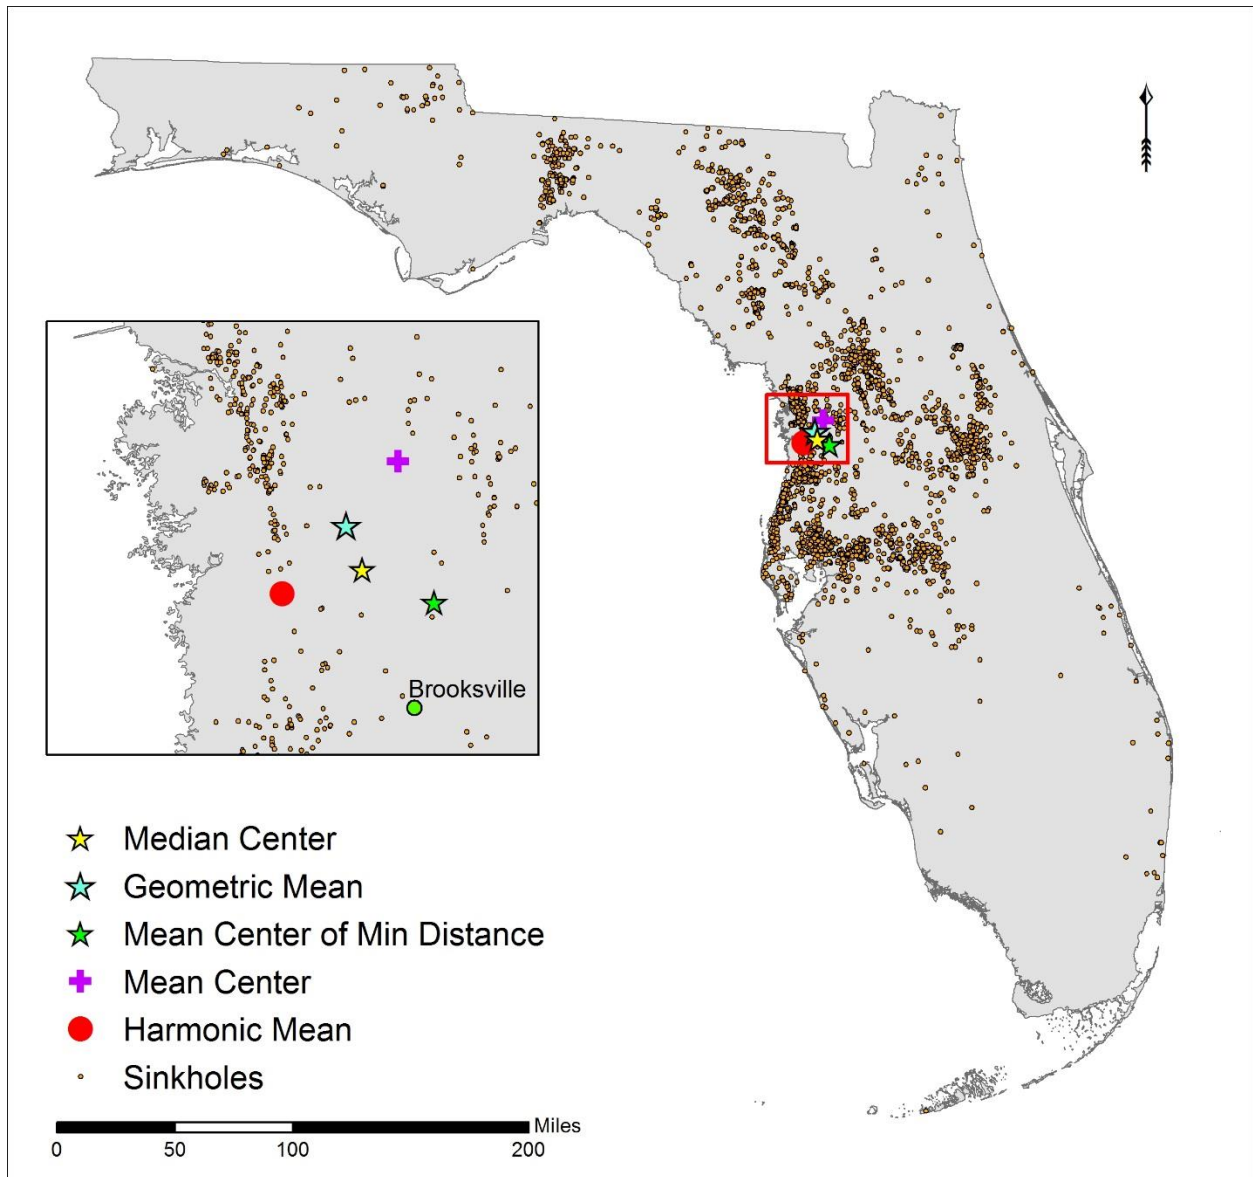 Brooksville
Median Center
Geometric Mean
Mean Center of Min Distance
Mean Center
Harmonic Mean
Sinkholes
Miles
0 50 100 200